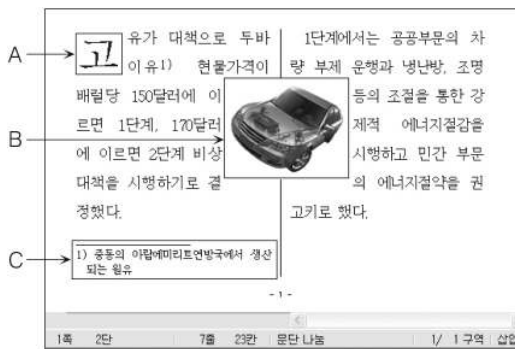 A
B
C
고유가 대책으로 두바
이유1) 현물가격이
배럴당 150달러에 이
르면 1단계, 170달러
에 이르면 2단계 비상
대책을 시행하기로 결
정했다.
1) 중동의 아랍에미리트연방국에서 생산
되는 원유
1단계에서는 공공부문의 차
량 부제 운행과 냉난방, 조명
등의 조절을 통한 강
제적 에너지절감을
시행하고 민간 부문
의 에너지절약을 권
고키로 했다.
- 1 -
1쪽 2단 7줄 23칸 문단 나눔 1/ 1 구역 삽입